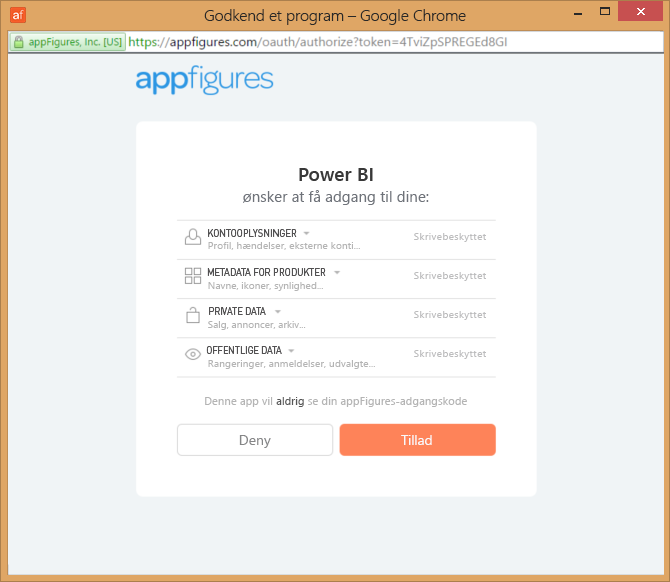 af
Godkend et program – Google Chrome
appFigures, Inc. [US] https://appfigures.com/oauth/authorize?token=4TviZpSPREGEd8GI
appfigures
Power BI
ønsker at få adgang til dine:
KONTOOPLYSNINGER
Skrivebeskyttet
Profil, hændelser, eksterne konti...
METADATA FOR PRODUKTER
Skrivebeskyttet
Navne, ikoner, synlighed...
PRIVATE DATA
Skrivebeskyttet
Salg, annoncer, arkiv...
OFFENTLIGE DATA
Skrivebeskyttet
Rangeringer, anmeldelser, udvalgte...
Denne app vil aldrig se din appFigures-adgangskode
Deny
Tillad